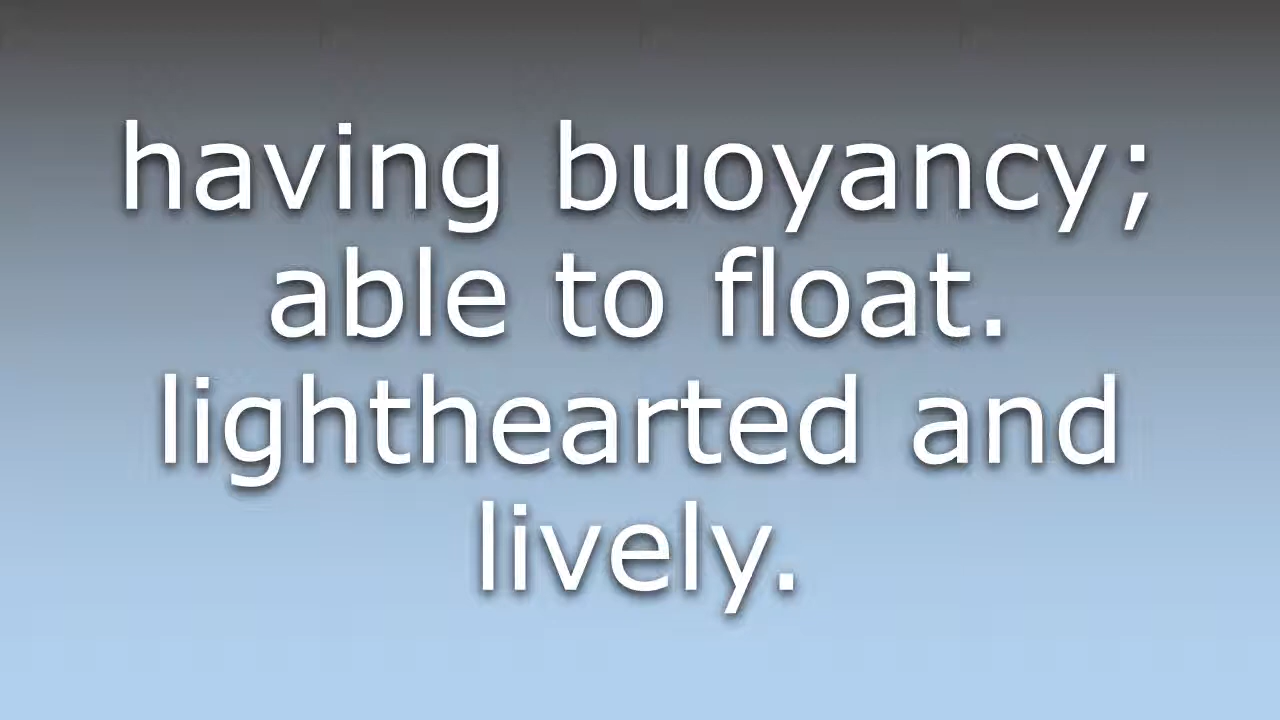 having buoyancy;
able to float.
lighthearted and
lively.